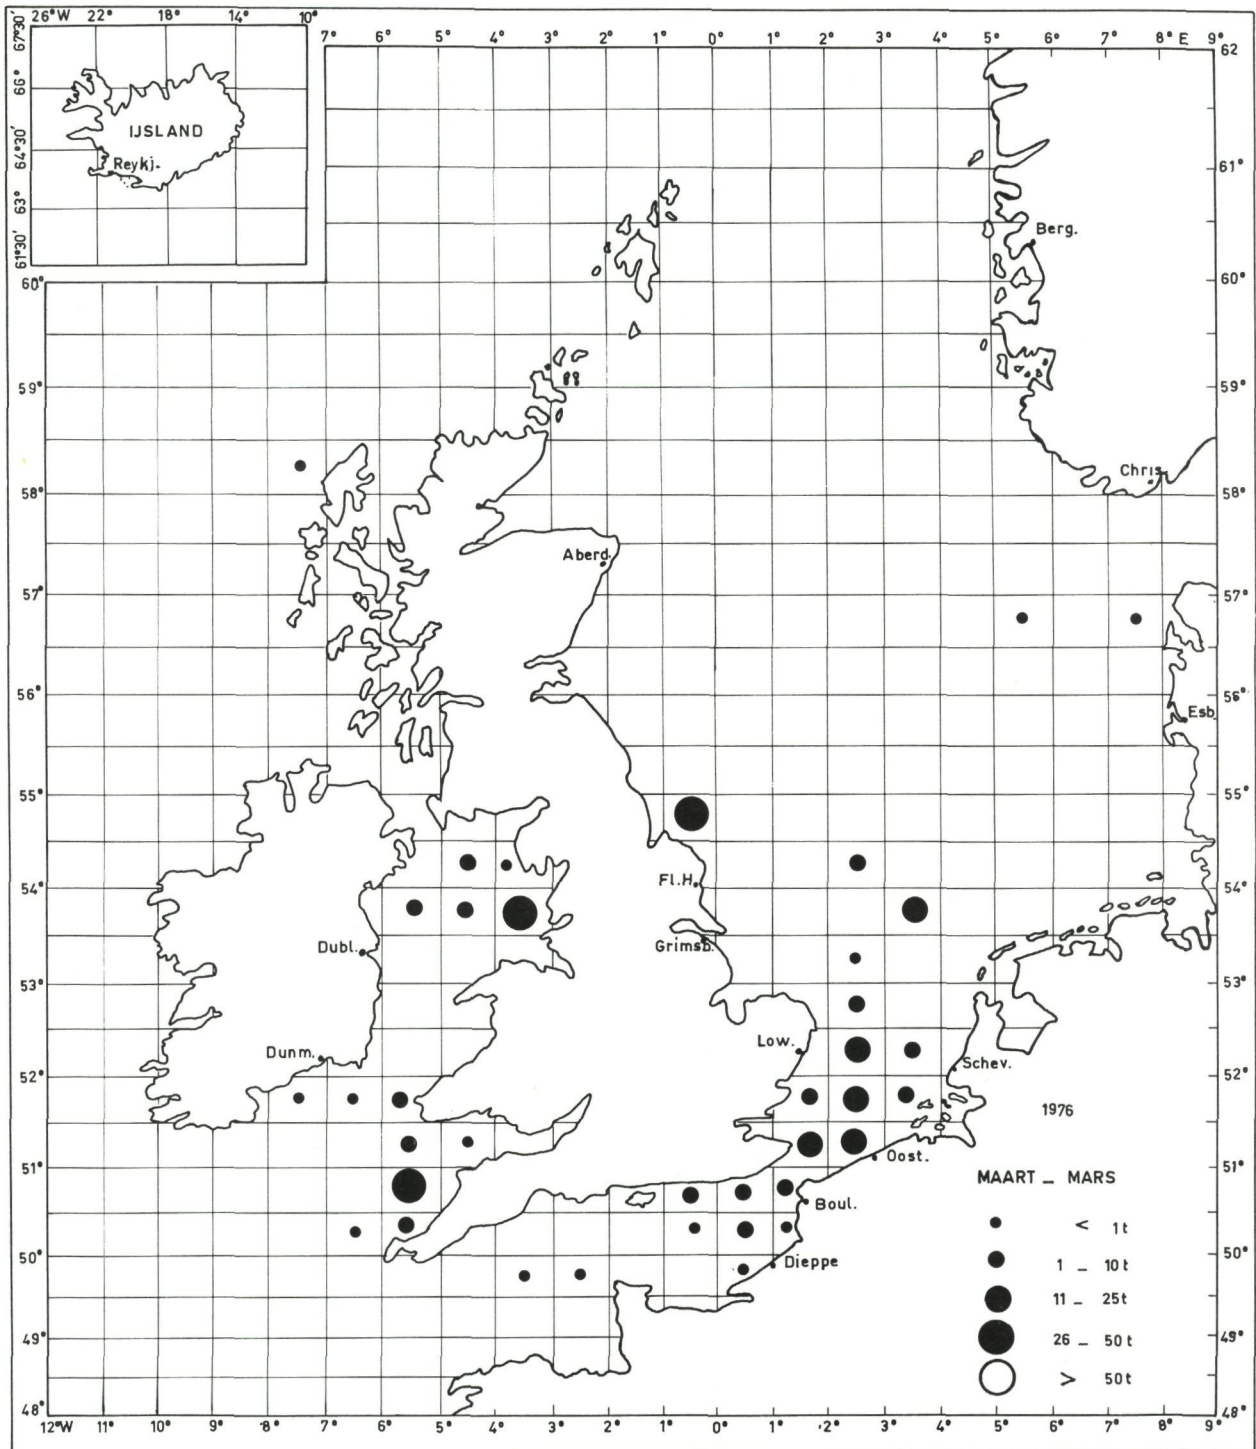 26°W 22° 18° 14° 10°
67°30'
66°
64°30'
63°
61°30'
IJSLAND
Reykj.
7° 6° 5° 4° 3° 2° 1° 0° 1° 2° 3° 4° 5° 6° 7° 8° E 9°
62
61°
Berg.
60° 60°
59° 59°
Chris
58° 58°
Aberd.
57° 57°
56° 56°
Esb
55° 55°
Fl.H.
54° 54°
Dubl.
Grimsb.
53° 53°
Low.
Dunm.
Schev.
52° 52°
1976
Oost.
51° 51°
MAART _ MARS
Boul.
< 1t
50° 50°
Dieppe
1 _ 10t
11 _ 25t
26 _ 50t
49° 49°
> 50t
48° 48°
12°W 11° 10° 9° 8° 7° 6° 5° 4° 3° 2° 1° 0° 1° 2° 3° 4° 5° 6° 7° 8° 9°